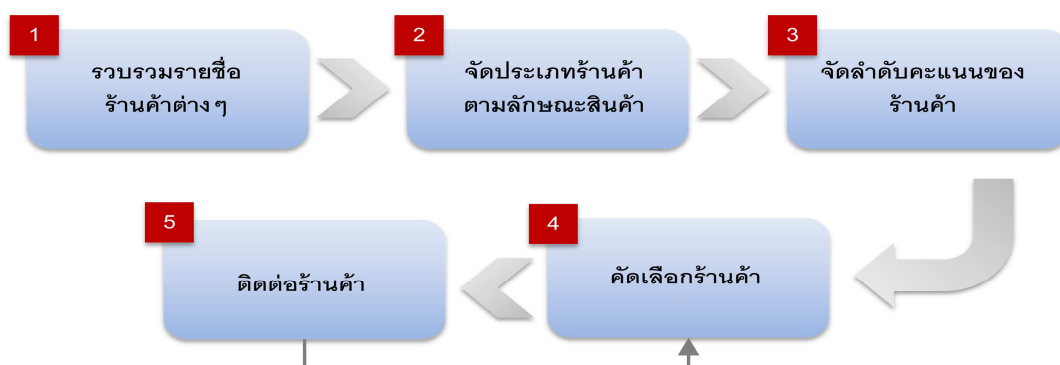 1
รวบรวมรายชื่อ
ร้านค้าต่าง ๆ
2
จัดประเภทร้านค้า
ตามลักษณะสินค้า
3
จัดลำดับคะแนนของ
ร้านค้า
4
คัดเลือกร้านค้า
5
ติดต่อร้านค้า